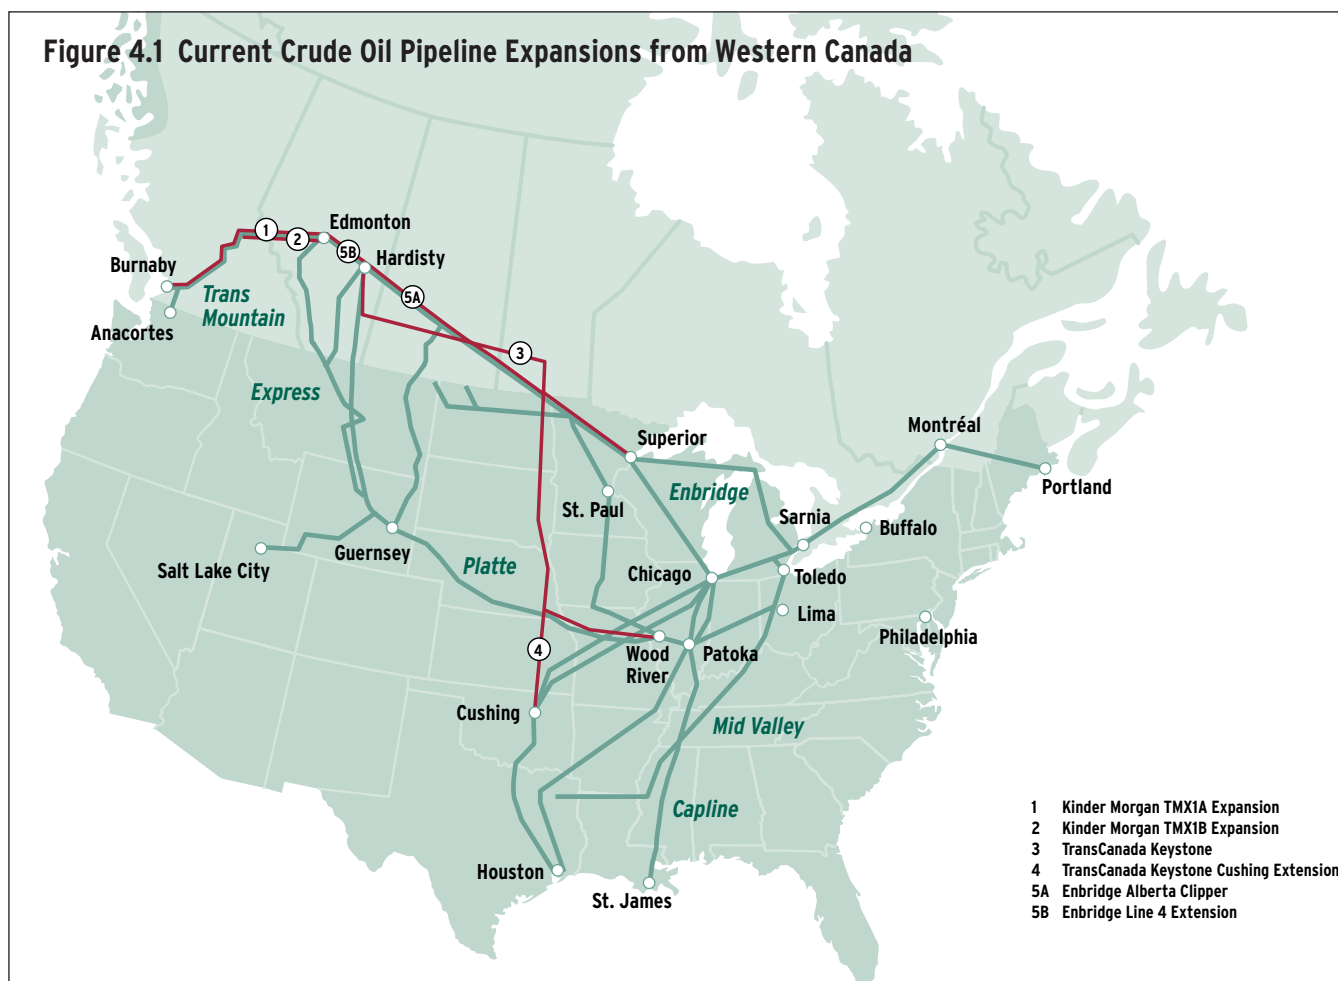 Figure 4.1 Current Crude Oil Pipeline Expansions from Western Canada
Edmonton
1
2
5B
Hardisty
Burnaby
5A
Trans
Mountain
Anacortes
3
Express
Montréal
Superior
Portland
Enbridge
St. Paul
Sarnia
Buffalo
Guernsey
Platte
Salt Lake City
Chicago
Toledo
Lima
Philadelphia
4
Wood
River
Patoka
Cushing
Mid Valley
Capline
Houston
St. James
1 Kinder Morgan TMX1A Expansion
2 Kinder Morgan TMX1B Expansion
3 TransCanada Keystone
4 TransCanada Keystone Cushing Extension
5A Enbridge Alberta Clipper
5B Enbridge Line 4 Extension